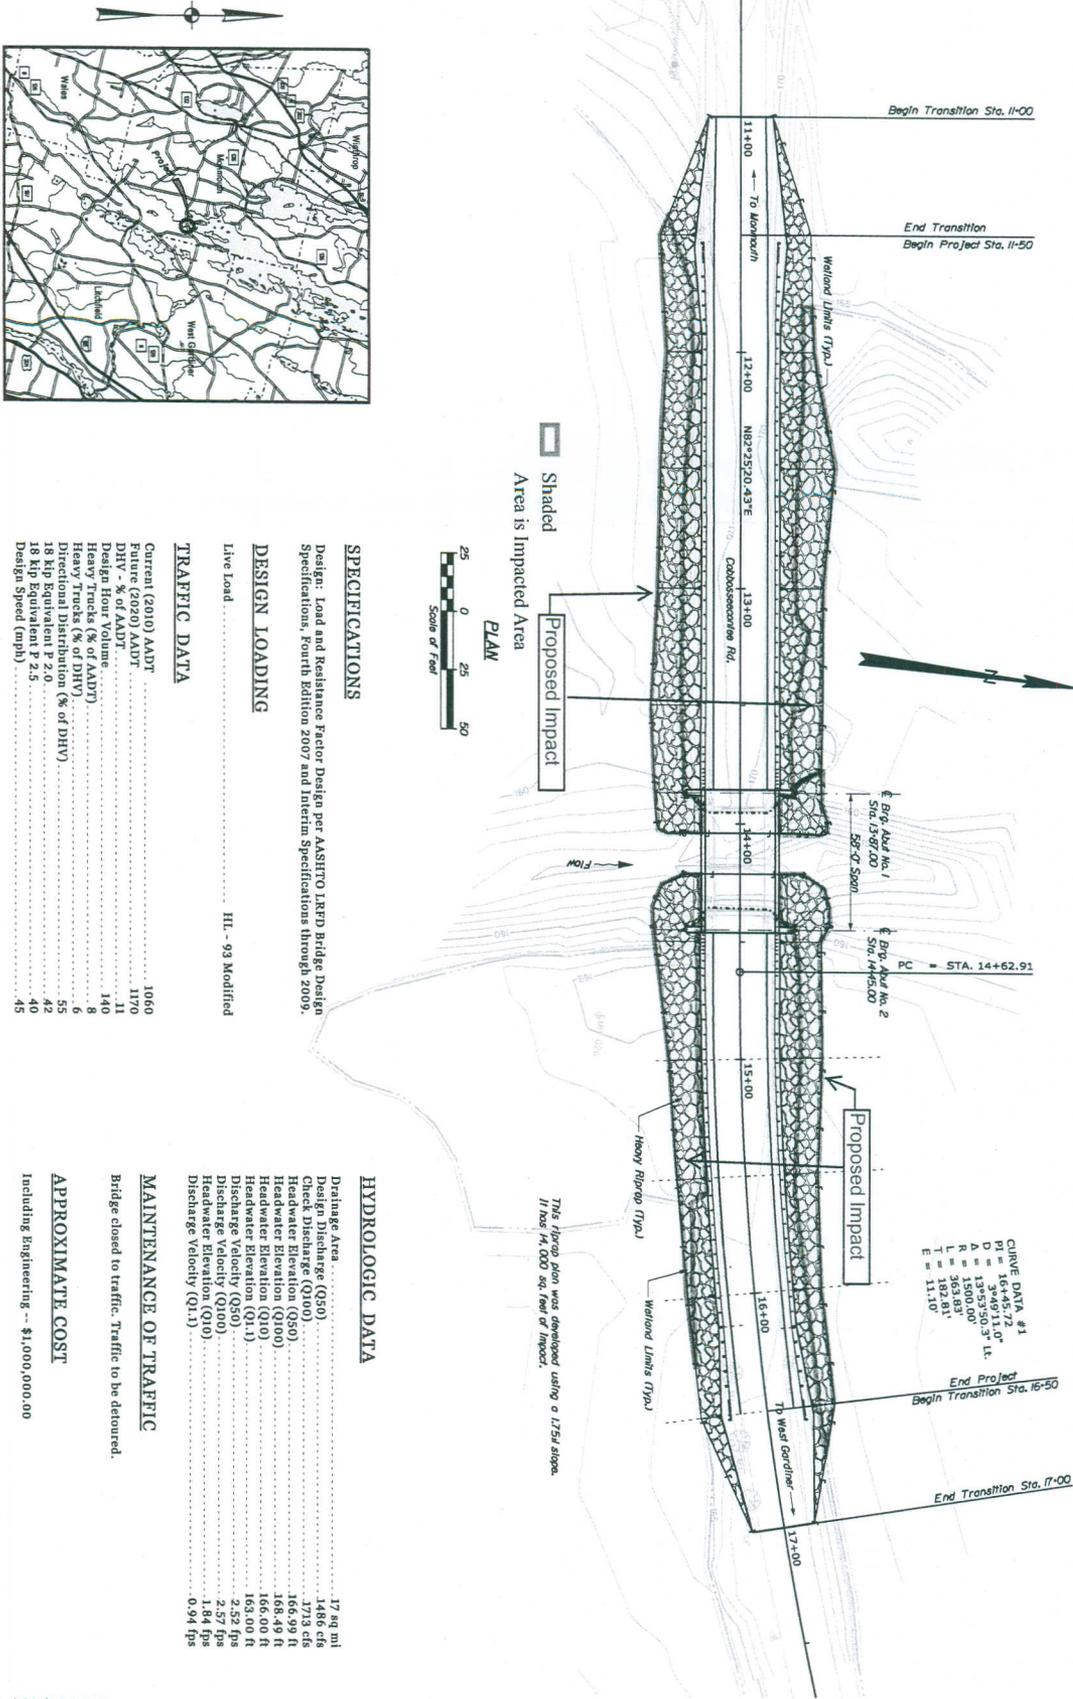 Begin Transition Sta. 11+00
End Transition
Begin Project Sta. 11+50
Wetland Limits (Typ.)
11+00
To Monmouth
12+00
N82°25'20.43"E
Cobbosseecontee Rd.
13+00
14+00
15+00
16+00
17+00
To West Gardiner
N
℄ Brg. Abut No. 1
Sta. 13+87.00
58'-0" Span
℄ Brg. Abut No. 2
Sta. 14+45.00
PC = STA. 14+62.91
Flow
160
160
160
170
165
165
Proposed Impact
Proposed Impact
Heavy Riprap (Typ.)
Wetland Limits (Typ.)
CURVE DATA #1
PI = 16+45.72
D = 3°49'11.0"
Δ = 13°53'50.3" Lt.
R = 1500.00'
L = 363.83'
T = 182.81'
E = 11.10'
End Project
Begin Transition Sta. 16+50
End Transition Sta. 17+00
This riprap plan was developed using a 1.75:1 slope.
It has 14,000 sq. feet of impact.
Shaded
Area is Impacted Area
PLAN
25 0 25 50
Scale of Feet
Winthrop
Wales
Monmouth
Project
Litchfield
West Gardiner
SPECIFICATIONS
Design: Load and Resistance Factor Design per AASHTO LRFD Bridge Design
Specifications, Fourth Edition 2007 and Interim Specifications through 2009.
DESIGN LOADING
Live Load ........ HL - 93 Modified
TRAFFIC DATA
Current (2010) AADT ........ 1060
Future (2020) AADT ........ 1170
DHV - % of AADT ........ 11
Design Hour Volume ........ 140
Heavy Trucks (% of AADT) ........ 8
Heavy Trucks (% of DHV) ........ 6
Directional Distribution (% of DHV) ........ 55
18 kip Equivalent P 2.0 ........ 42
18 kip Equivalent P 2.5 ........ 40
Design Speed (mph) ........ 45
HYDROLOGIC DATA
Drainage Area ........ 17 sq mi
Design Discharge (Q50) ........ 1486 cfs
Check Discharge (Q100) ........ 1713 cfs
Headwater Elevation (Q50) ........ 166.99 ft
Headwater Elevation (Q100) ........ 168.49 ft
Headwater Elevation (Q10) ........ 166.00 ft
Headwater Elevation (Q1.1) ........ 163.00 ft
Discharge Velocity (Q50) ........ 2.52 fps
Discharge Velocity (Q100) ........ 2.57 fps
Headwater Elevation (Q10) ........ 1.84 fps
Discharge Velocity (Q1.1) ........ 0.94 fps
MAINTENANCE OF TRAFFIC
Bridge closed to traffic. Traffic to be detoured.
APPROXIMATE COST
Including Engineering -- $1,000,000.00